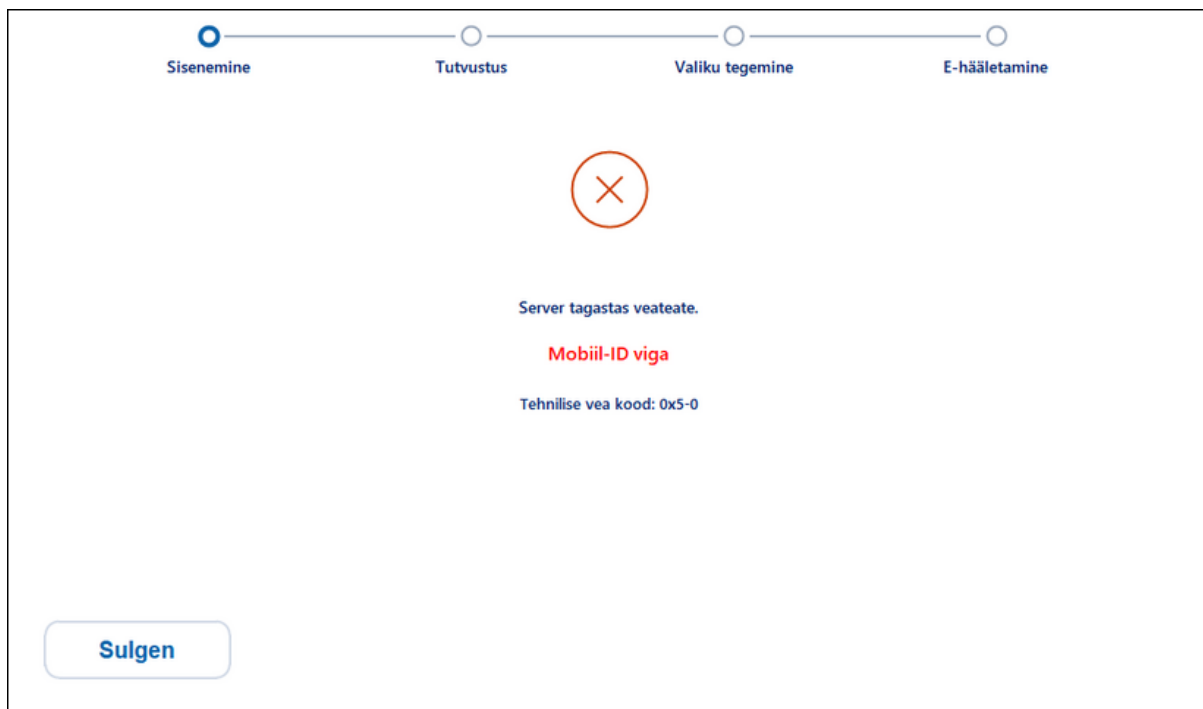 Sisenemine
Tutvustus
Valiku tegemine
E-hääletamine
Server tagastas veateate.
Mobiil-ID viga
Tehnilise vea kood: 0x5-0
Sulgen